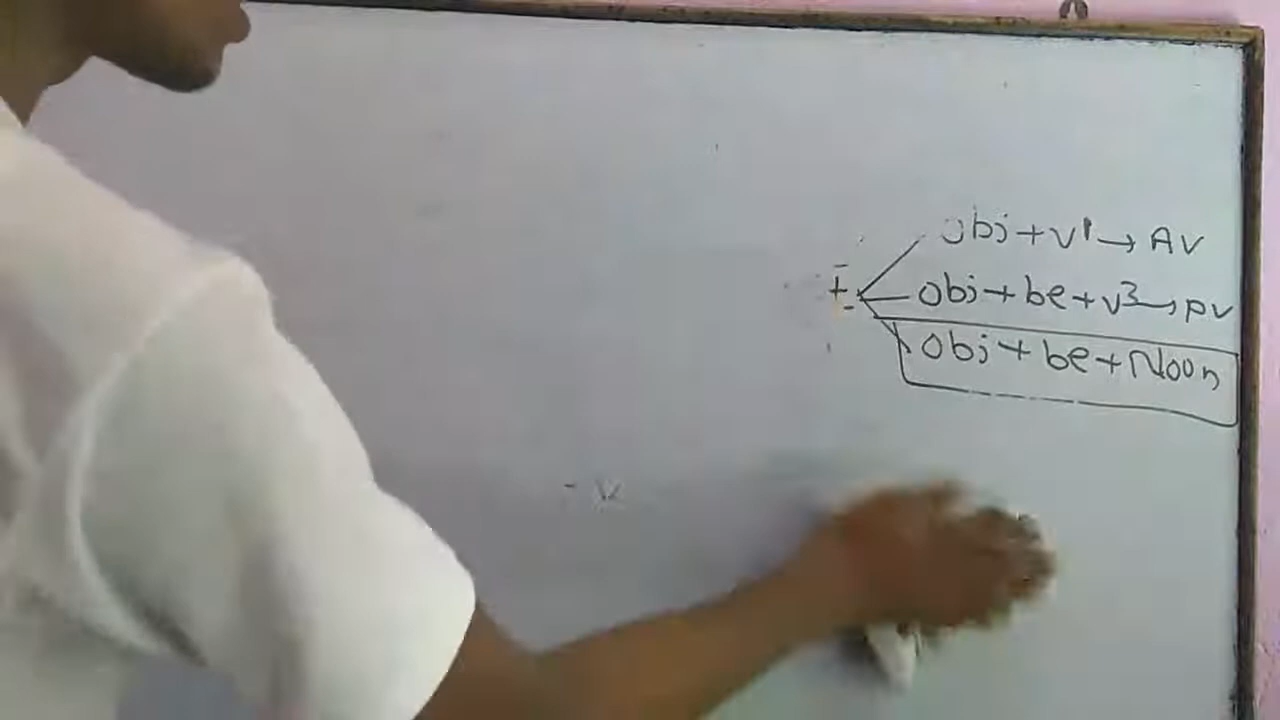 obj + v1 → Av
+ obj + be + v3 → pv
obj + be + Noon